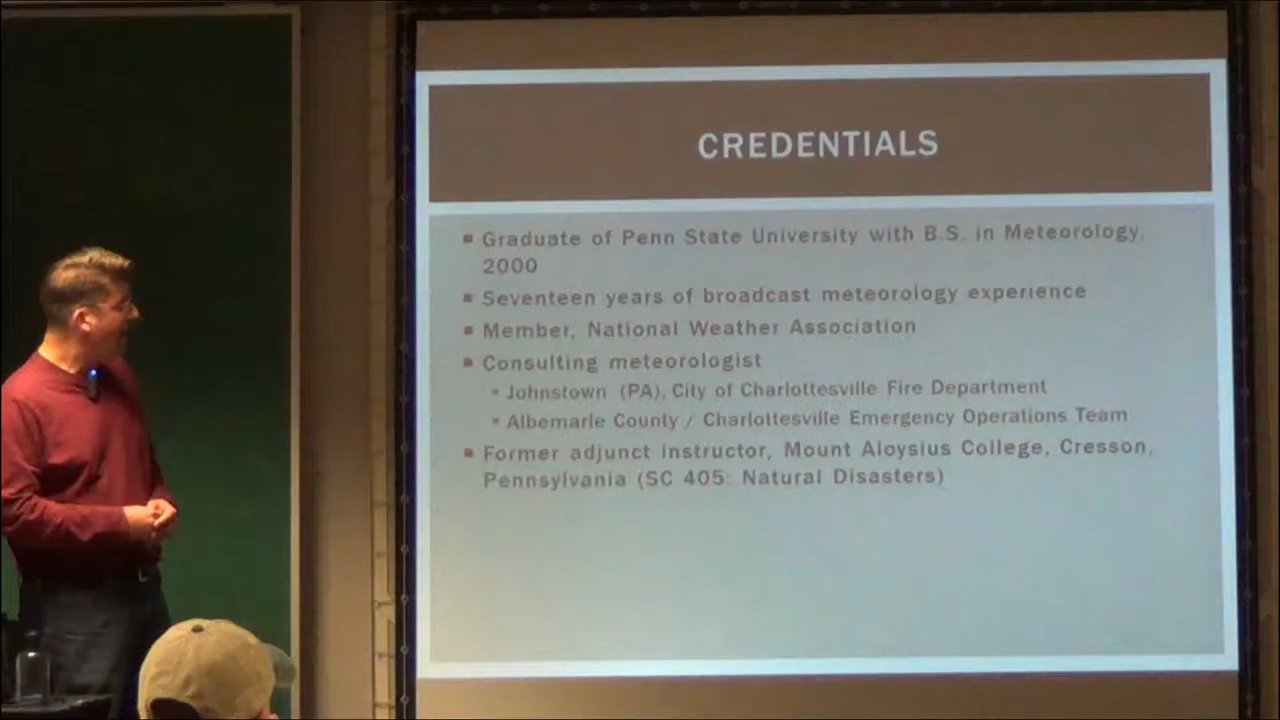 CREDENTIALS
Graduate of Penn State University with B.S. in Meteorology,
2000
Seventeen years of broadcast meteorology experience
Member, National Weather Association
Consulting meteorologist
Johnstown (PA), City of Charlottesville Fire Department
Albemarle County / Charlottesville Emergency Operations Team
Former adjunct instructor, Mount Aloysius College, Cresson,
Pennsylvania (SC 405: Natural Disasters)